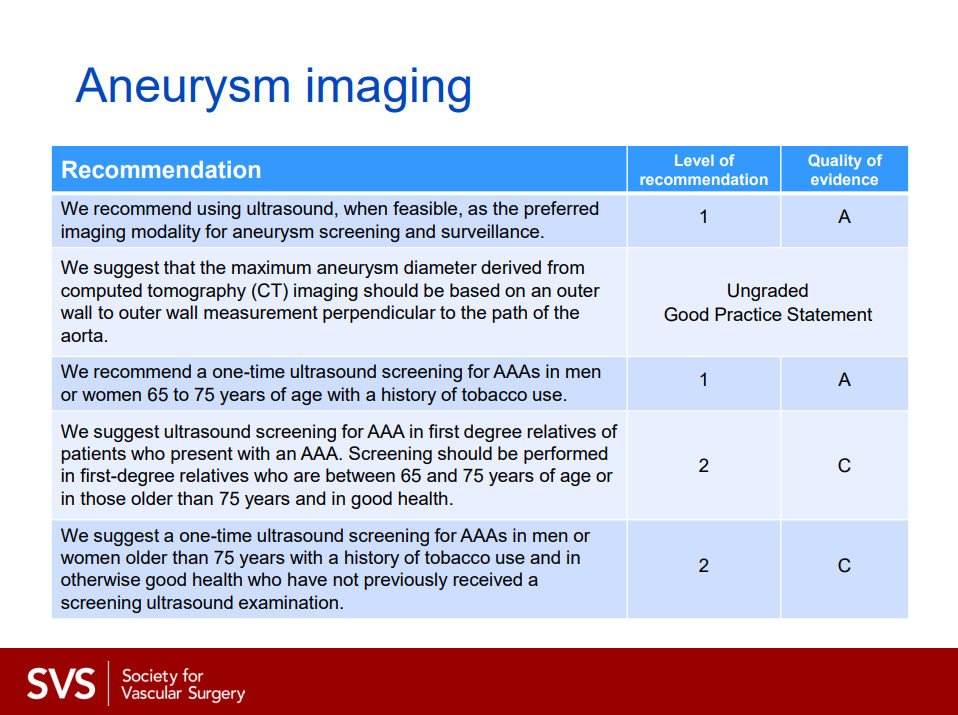 Aneurysm imaging
Recommendation
Level of
recommendation
Quality of
evidence
We recommend using ultrasound, when feasible, as the preferred
imaging modality for aneurysm screening and surveillance.
1
A
We suggest that the maximum aneurysm diameter derived from
computed tomography (CT) imaging should be based on an outer
wall to outer wall measurement perpendicular to the path of the
aorta.
Ungraded
Good Practice Statement
We recommend a one-time ultrasound screening for AAAs in men
or women 65 to 75 years of age with a history of tobacco use.
1
A
We suggest ultrasound screening for AAA in first degree relatives of
patients who present with an AAA. Screening should be performed
in first-degree relatives who are between 65 and 75 years of age or
in those older than 75 years and in good health.
2
C
We suggest a one-time ultrasound screening for AAAs in men or
women older than 75 years with a history of tobacco use and in
otherwise good health who have not previously received a
screening ultrasound examination.
2
C
SVS
Society for
Vascular Surgery